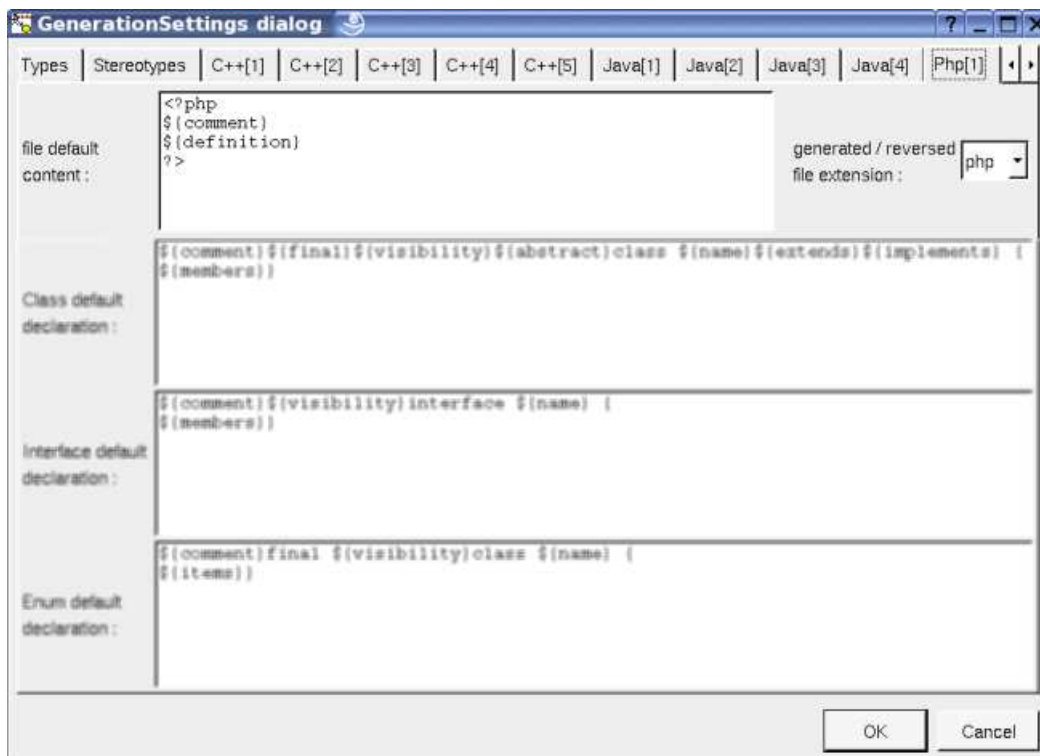 GenerationSettings dialog
Types Stereotypes C++[1] C++[2] C++[3] C++[4] C++[5] Java[1] Java[2] Java[3] Java[4] Php[1]
file default
content :
<?php
${comment}
${definition}
?>
generated / reversed
file extension :
php
Class default
declaration :
${comment}${final}${visibility}${abstract}class ${name}${extends}${implements} {
${members}}
Interface default
declaration :
${comment}${visibility}interface ${name} {
${members}}
Enum default
declaration :
${comment}final ${visibility}class ${name} {
${items}}
OK Cancel